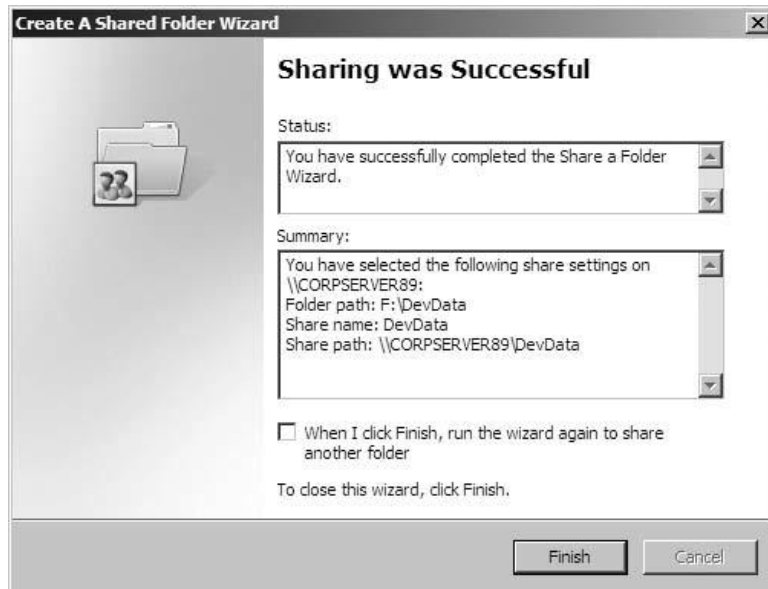 Create A Shared Folder Wizard
Sharing was Successful
Status:
You have successfully completed the Share a Folder
Wizard.
Summary:
You have selected the following share settings on
\\CORPSERVER89:
Folder path: F:\DevData
Share name: DevData
Share path: \\CORPSERVER89\DevData
When I click Finish, run the wizard again to share
another folder
To close this wizard, click Finish.
Finish Cancel